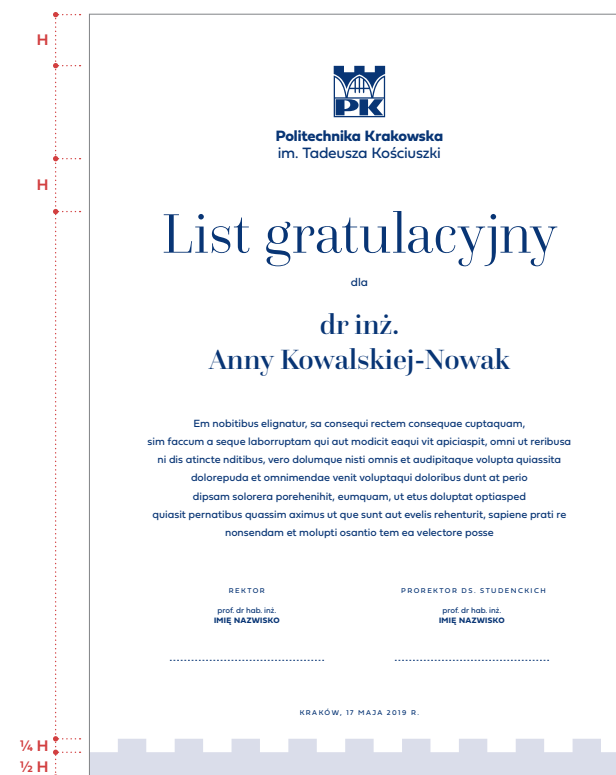 H
PK
Politechnika Krakowska
im. Tadeusza Kościuszki
H
List gratulacyjny
dla
dr inż.
Anny Kowalskiej-Nowak
Em nobitibus elignatur, sa consequi rectem consequae cuptaquam,
sim faccum a seque laborruptam qui aut modicit eaqui vit apiciaspit, omni ut reribusa
ni dis atincte nditibus, vero dolumque nisti omnis et audipitaque volupta quiassita
dolorepuda et omnimendae venit voluptaqui doloribus dunt at perio
dipsam solorera porehenihit, eumquam, ut etus doluptat optiasped
quiasit pernatibus quassim aximus ut que sunt aut evelis rehenturit, sapiene prati re
nonsendam et molupti osantio tem ea velectore posse
REKTOR
prof. dr hab. inż.
IMIĘ NAZWISKO
PROREKTOR DS. STUDENCKICH
prof. dr hab. inż.
IMIĘ NAZWISKO
KRAKÓW, 17 MAJA 2019 R.
¼ H
½ H